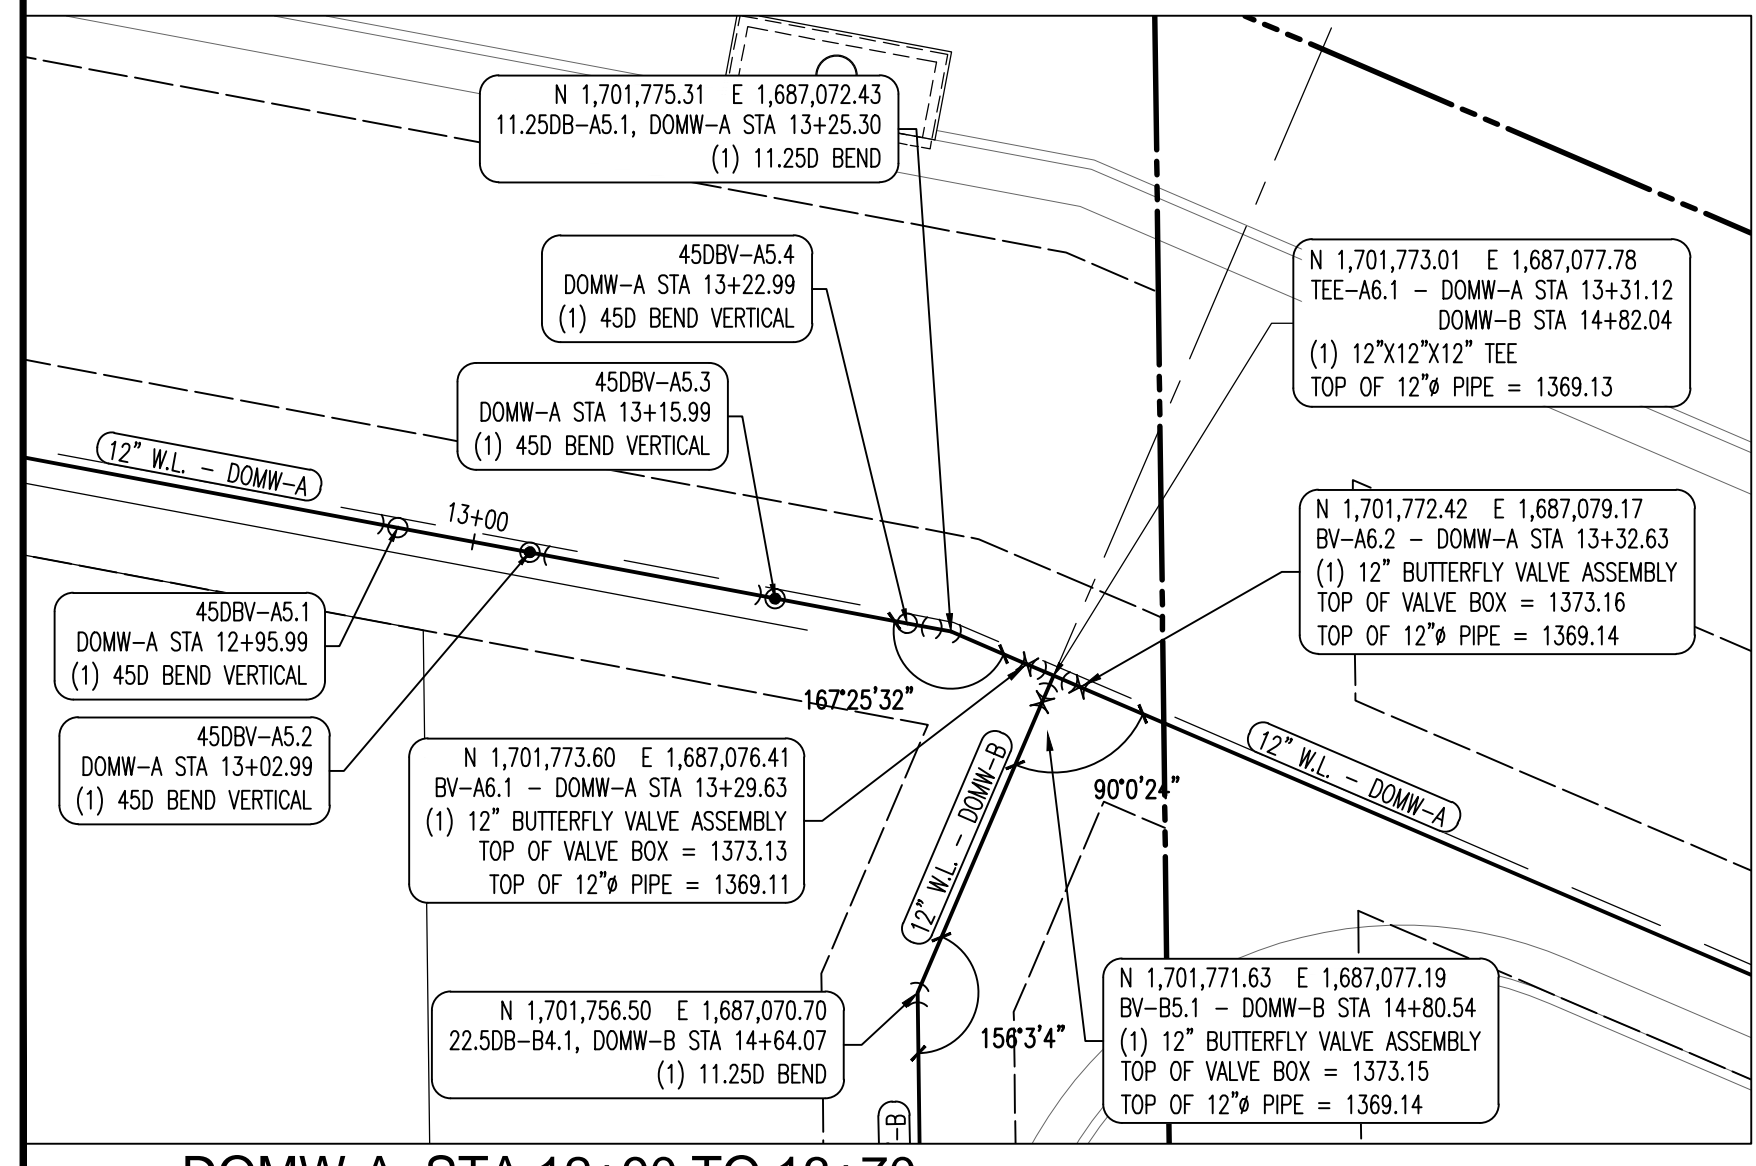 N 1,701,775.31 E 1,687,072.43
11.25DB-A5.1, DOMW-A STA 13+25.30
(1) 11.25D BEND
45DBV-A5.4
DOMW-A STA 13+22.99
(1) 45D BEND VERTICAL
N 1,701,773.01 E 1,687,077.78
TEE-A6.1 - DOMW-A STA 13+31.12
DOMW-B STA 14+82.04
(1) 12"X12"X12" TEE
TOP OF 12"ø PIPE = 1369.13
45DBV-A5.3
DOMW-A STA 13+15.99
(1) 45D BEND VERTICAL
12" W.L. - DOMW-A
13+00
N 1,701,772.42 E 1,687,079.17
BV-A6.2 - DOMW-A STA 13+32.63
(1) 12" BUTTERFLY VALVE ASSEMBLY
TOP OF VALVE BOX = 1373.16
TOP OF 12"ø PIPE = 1369.14
45DBV-A5.1
DOMW-A STA 12+95.99
(1) 45D BEND VERTICAL
167°25'32"
45DBV-A5.2
DOMW-A STA 13+02.99
(1) 45D BEND VERTICAL
N 1,701,773.60 E 1,687,076.41
BV-A6.1 - DOMW-A STA 13+29.63
(1) 12" BUTTERFLY VALVE ASSEMBLY
TOP OF VALVE BOX = 1373.13
TOP OF 12"ø PIPE = 1369.11
12" W.L. - DOMW-B
90°0'24"
12" W.L. - DOMW-A
N 1,701,756.50 E 1,687,070.70
22.5DB-B4.1, DOMW-B STA 14+64.07
(1) 11.25D BEND
156°3'4"
N 1,701,771.63 E 1,687,077.19
BV-B5.1 - DOMW-B STA 14+80.54
(1) 12" BUTTERFLY VALVE ASSEMBLY
TOP OF VALVE BOX = 1373.15
TOP OF 12"ø PIPE = 1369.14
-B